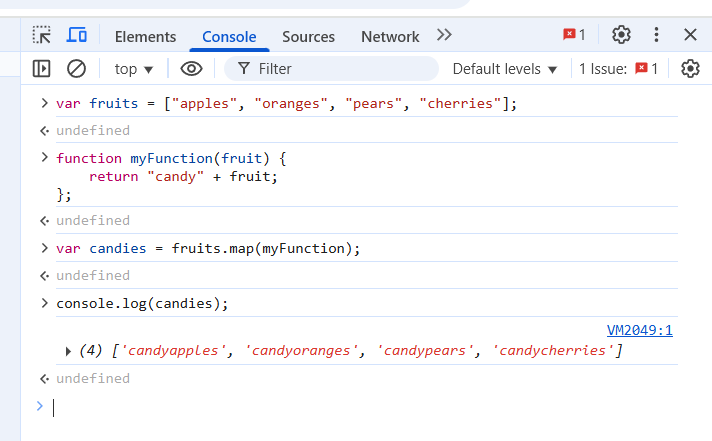 Elements Console Sources Network 1
top Filter Default levels 1 Issue: 1
var fruits = ["apples", "oranges", "pears", "cherries"];
undefined
function myFunction(fruit) {
return "candy" + fruit;
};
undefined
var candies = fruits.map(myFunction);
undefined
console.log(candies);
VM2049:1
(4) ['candyapples', 'candyoranges', 'candypears', 'candycherries']
undefined